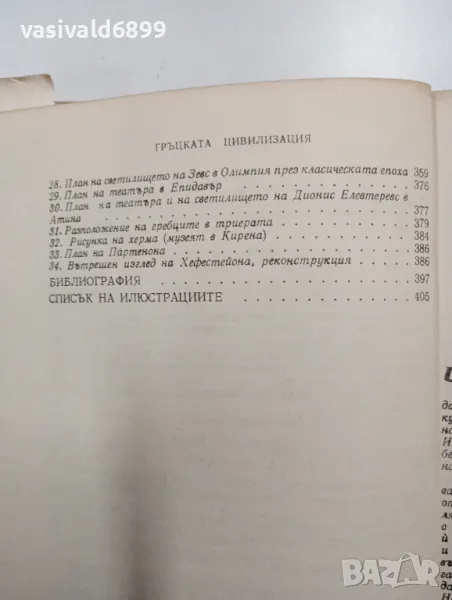 vasivald6899
ГРЪЦКАТА ЦИВИЛИЗАЦИЯ
28. План на светилището на Зевс в Олимпия през класическата епоха 359
29. План на театъра в Епидавър 376
30. План на театъра и на светилището на Дионис Елевтеревс в
Атина 377
31. Разположение на гребците в триерата 379
32. Рисунка на херма (музеят в Кирена) 384
33. План на Партенона 386
34. Вътрешен изглед на Хефестейона, реконструкция 386
БИБЛИОГРАФИЯ 397
СПИСЪК НА ИЛЮСТРАЦИИТЕ 405
BAZAR.bg